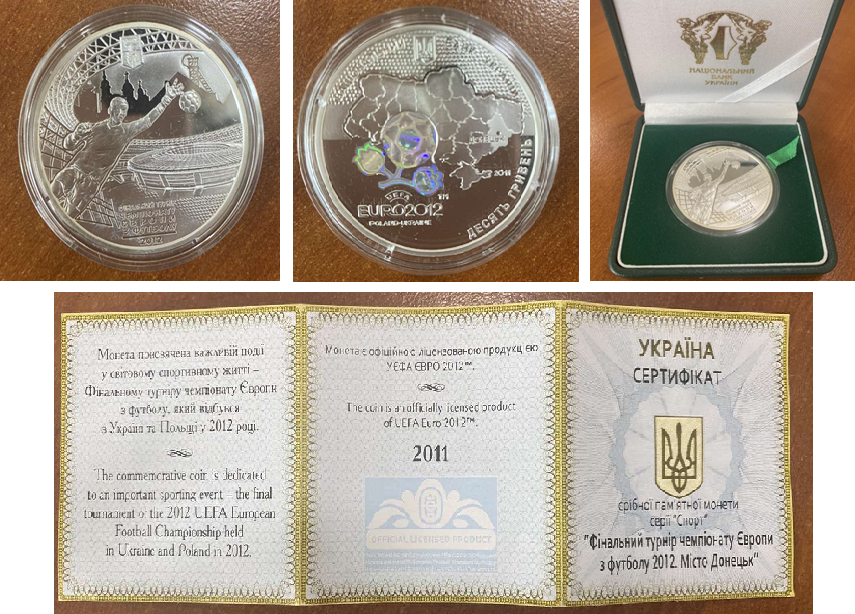 2012
2011
UEFA
EURO2012
TM
POLAND-UKRAINE
ДЕСЯТЬ ГРИВЕНЬ
НАЦІОНАЛЬНИЙ
БАНК
УКРАЇНИ
Монета присвячена важливій події
у світовому спортивному житті –
Фінальному турніру чемпіонату Європи
з футболу, який відбувся
в Україні та Польщі у 2012 році.
The commemorative coin is dedicated
to an important sporting event – the final
tournament of the 2012 UEFA European
Football Championship held
in Ukraine and Poland in 2012.
Монета є офіційно ліцензованою продукцією
УЄФА ЄВРО 2012™.
The coin is an officially licensed product
of UEFA Euro 2012™.
2011
OFFICIAL LICENSED PRODUCT
УКРАЇНА
СЕРТИФІКАТ
срібної пам'ятної монети
серії "Спорт"
"Фінальний турнір чемпіонату Європи
з футболу 2012. Місто Донецьк"